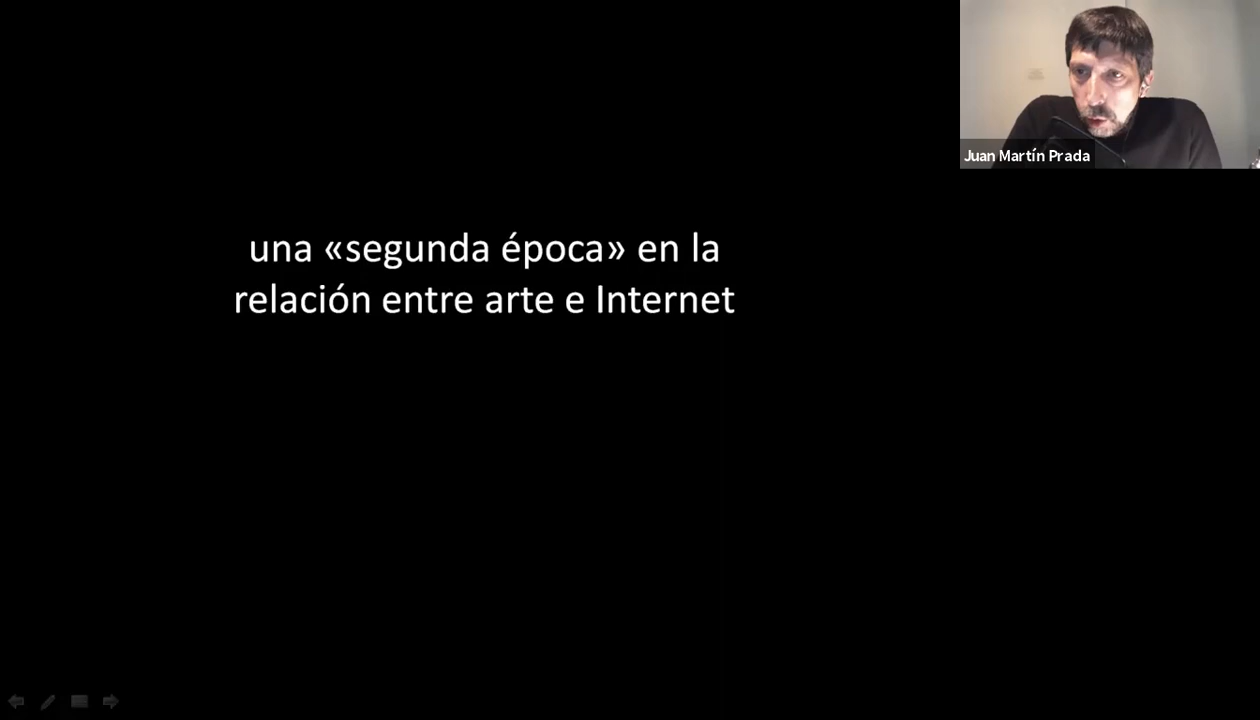 Juan Martín Prada
una «segunda época» en la
relación entre arte e Internet